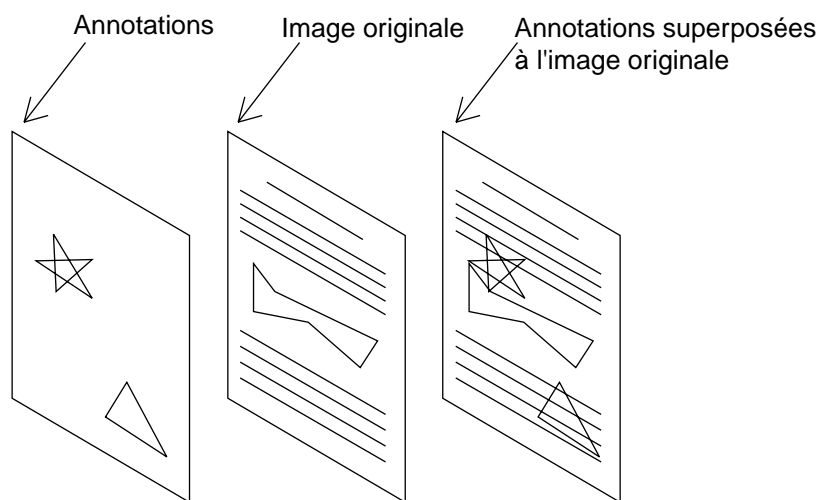 Annotations
Image originale
Annotations superposées
à l'image originale